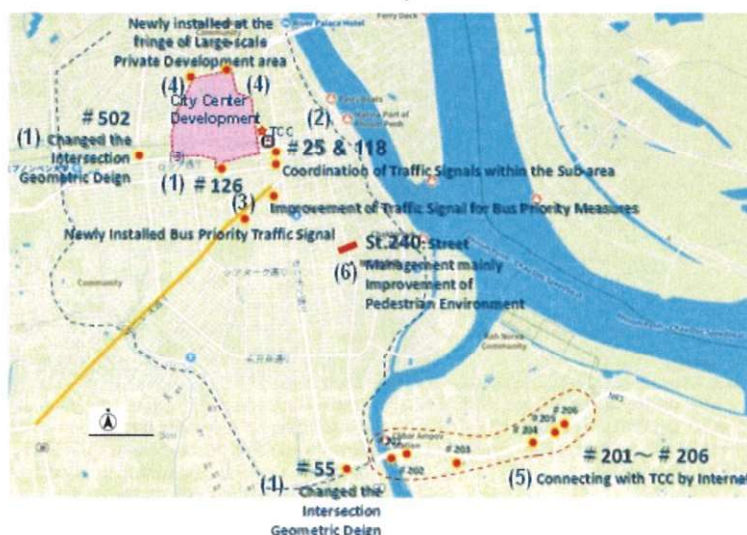 Newly installed at the
fringe of Large-scale
Private Development area
(4)
(4)
City Center
Development
TCC
(2)
# 502
(1) Changed the
Intersection
Geometric Deign
# 25 & 118
Coordination of Traffic Signals within the Sub-area
(1) # 126
(3)
Improvement of Traffic Signal for Bus Priority Measures
Newly Installed Bus Priority Traffic Signal
St.240: Street
(6) Management mainly
Improvement of
Pedestrian Environment
Community
Koh Norea
Community
# 206
# 205
# 204
# 203
# 202
# 201～# 206
(5) Connecting with TCC by Internet
# 55
(1) Changed the
Intersection
Geometric Deign